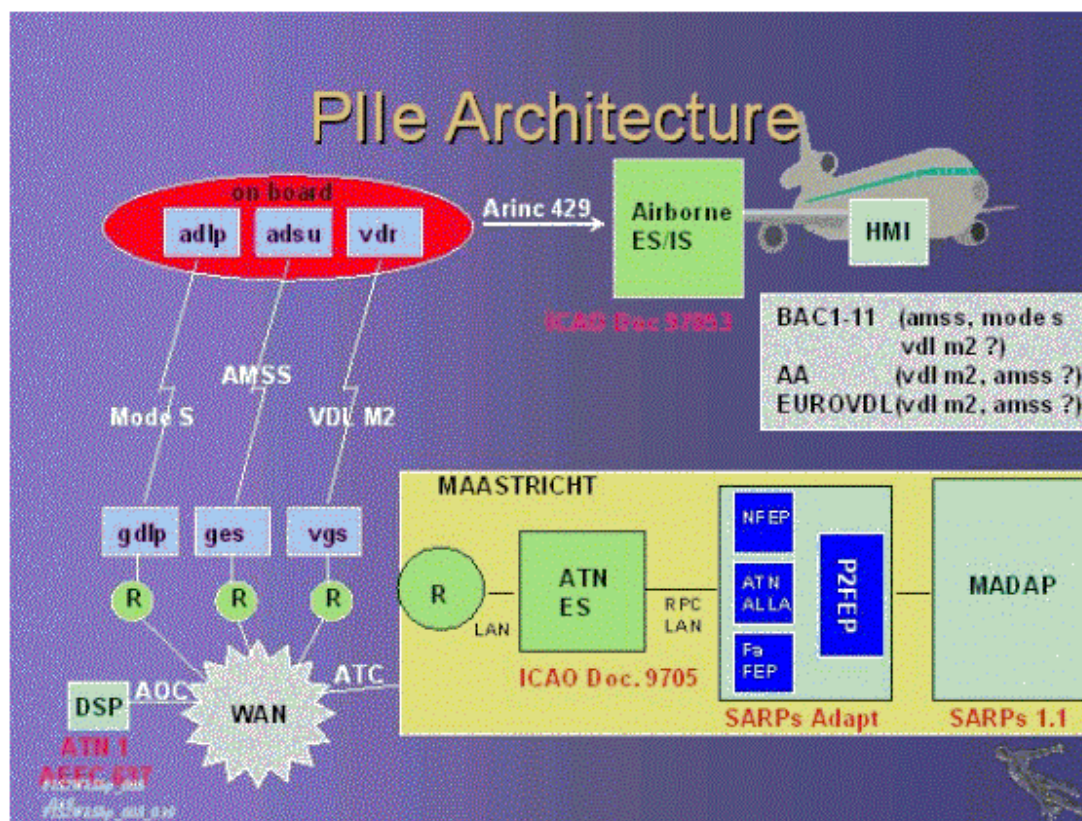 PIIe Architecture
on board
adlp adsu vdr
Arinc 429
Airborne
ES/IS
HMI
BAC1-11 (amss, mode s
vdl m2 ?)
AA (vdl m2, amss ?)
EUROVDL(vdl m2, amss ?)
ICAO Doc
AMSS
Mode S
VDL M2
MAASTRICHT
gdlp ges vgs
R R R
R
LAN
ATN
ES
RPC
LAN
ICAO Doc. 9705
NFEP
ATN
ALLA
Fa
FEP
P2FEP
SARPs Adapt
MADAP
SARPs 1.1
DSP
AOC
WAN
ATC
ATN 1
AEEC 637